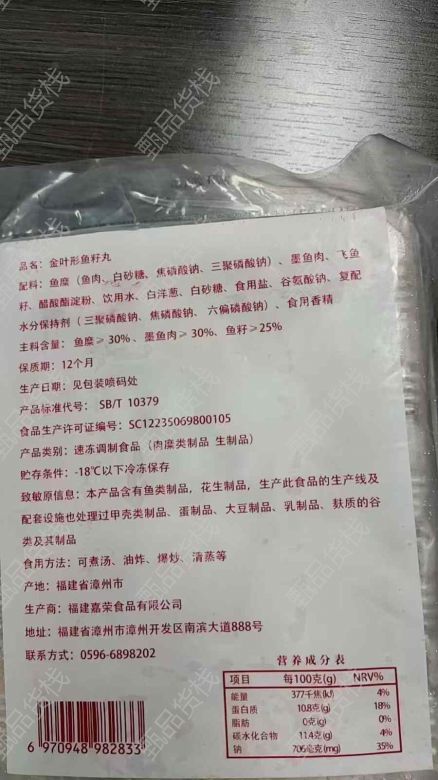 品名：金叶形鱼籽丸
配料：鱼糜（鱼肉、白砂糖、焦磷酸钠、三聚磷酸钠）、墨鱼肉、飞鱼
籽、醋酸酯淀粉、饮用水、白洋葱、白砂糖、食用盐、谷氨酸钠、复配
水分保持剂（三聚磷酸钠、焦磷酸钠、六偏磷酸钠）、食用香精
主料含量：鱼糜≥30%、墨鱼肉≥30%、鱼籽≥25%
保质期：12个月
生产日期：见包装喷码处
产品标准代号：SB/T 10379
食品生产许可证编号：SC12235069800105
产品类别：速冻调制食品（肉糜类制品 生制品）
贮存条件：-18℃以下冷冻保存
致敏原信息：本产品含有鱼类制品，花生制品，生产此食品的生产线及
配套设施也处理过甲壳类制品、蛋制品、大豆制品、乳制品、麸质的谷
类及其制品
食用方法：可煮汤、油炸、爆炒、清蒸等
产地：福建省漳州市
生产商：福建嘉荣食品有限公司
地址：福建省漳州市漳州开发区南滨大道888号
联系方式：0596-6898202
营养成分表
项目 每100克(g) NRV%
能量 377千焦(kJ) 4%
蛋白质 10.8克(g) 18%
脂肪 0克(g) 0%
碳水化合物 11.4克(g) 4%
钠 706毫克(mg) 35%
6 970948 982833
甄品货栈